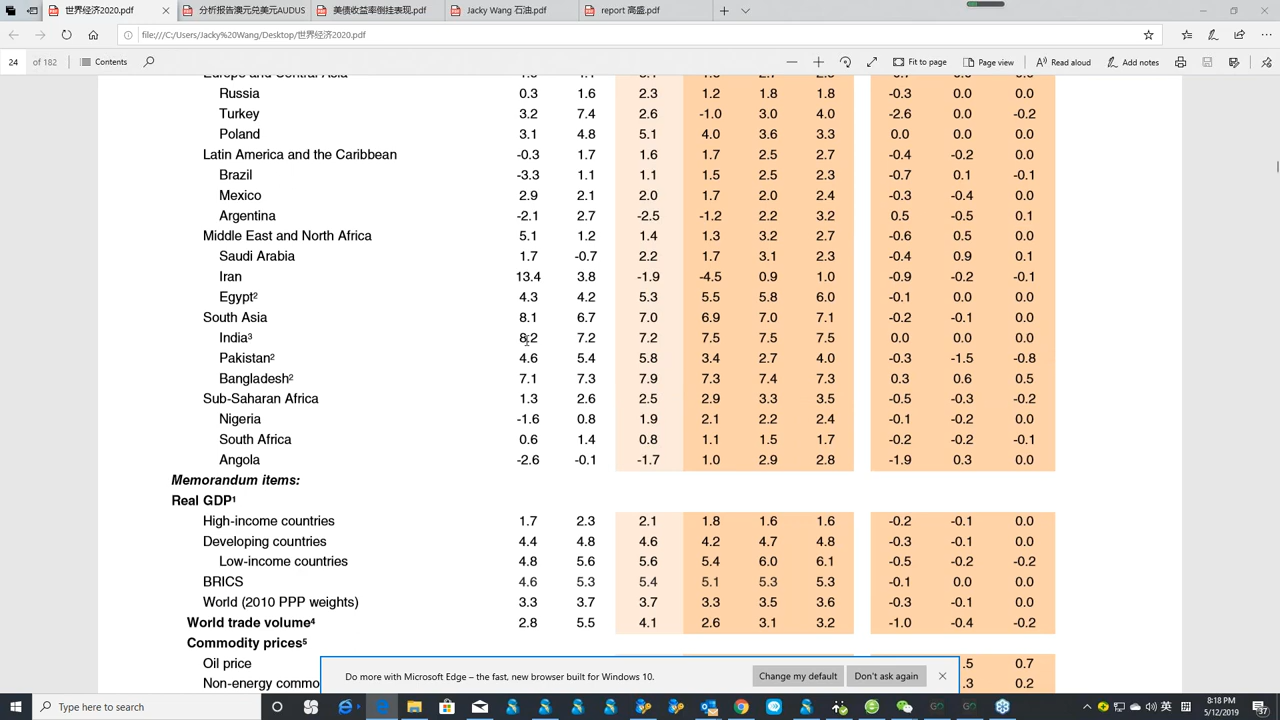 世界经济2020.pdf 分析报告澳元兑美元AUDUS 美债收益率倒挂表现.pdf Jacky Wang 石油.pdf report 高盛.pdf
file:///C:/Users/Jacky%20Wang/Desktop/世界经济2020.pdf
24 of 182 Contents Fit to page Page view Read aloud Add notes
Europe and Central Asia
Russia 0.3 1.6 2.3 1.2 1.8 1.8 -0.3 0.0 0.0
Turkey 3.2 7.4 2.6 -1.0 3.0 4.0 -2.6 0.0 -0.2
Poland 3.1 4.8 5.1 4.0 3.6 3.3 0.0 0.0 0.0
Latin America and the Caribbean -0.3 1.7 1.6 1.7 2.5 2.7 -0.4 -0.2 0.0
Brazil -3.3 1.1 1.1 1.5 2.5 2.3 -0.7 0.1 -0.1
Mexico 2.9 2.1 2.0 1.7 2.0 2.4 -0.3 -0.4 0.0
Argentina -2.1 2.7 -2.5 -1.2 2.2 3.2 0.5 -0.5 0.1
Middle East and North Africa 5.1 1.2 1.4 1.3 3.2 2.7 -0.6 0.5 0.0
Saudi Arabia 1.7 -0.7 2.2 1.7 3.1 2.3 -0.4 0.9 0.1
Iran 13.4 3.8 -1.9 -4.5 0.9 1.0 -0.9 -0.2 -0.1
Egypt² 4.3 4.2 5.3 5.5 5.8 6.0 -0.1 0.0 0.0
South Asia 8.1 6.7 7.0 6.9 7.0 7.1 -0.2 -0.1 0.0
India³ 8.2 7.2 7.2 7.5 7.5 7.5 0.0 0.0 0.0
Pakistan² 4.6 5.4 5.8 3.4 2.7 4.0 -0.3 -1.5 -0.8
Bangladesh² 7.1 7.3 7.9 7.3 7.4 7.3 0.3 0.6 0.5
Sub-Saharan Africa 1.3 2.6 2.5 2.9 3.3 3.5 -0.5 -0.3 -0.2
Nigeria -1.6 0.8 1.9 2.1 2.2 2.4 -0.1 -0.2 0.0
South Africa 0.6 1.4 0.8 1.1 1.5 1.7 -0.2 -0.2 -0.1
Angola -2.6 -0.1 -1.7 1.0 2.9 2.8 -1.9 0.3 0.0
Memorandum items:
Real GDP¹
High-income countries 1.7 2.3 2.1 1.8 1.6 1.6 -0.2 -0.1 0.0
Developing countries 4.4 4.8 4.6 4.2 4.7 4.8 -0.3 -0.1 0.0
Low-income countries 4.8 5.6 5.6 5.4 6.0 6.1 -0.5 -0.2 -0.2
BRICS 4.6 5.3 5.4 5.1 5.3 5.3 -0.1 0.0 0.0
World (2010 PPP weights) 3.3 3.7 3.7 3.3 3.5 3.6 -0.3 -0.1 0.0
World trade volume⁴ 2.8 5.5 4.1 2.6 3.1 3.2 -1.0 -0.4 -0.2
Commodity prices⁵
Oil price .5 0.7
Non-energy commo .3 0.2
Do more with Microsoft Edge – the fast, new browser built for Windows 10. Change my default Don't ask again
Type here to search 英 8:18 PM
5/12/2019